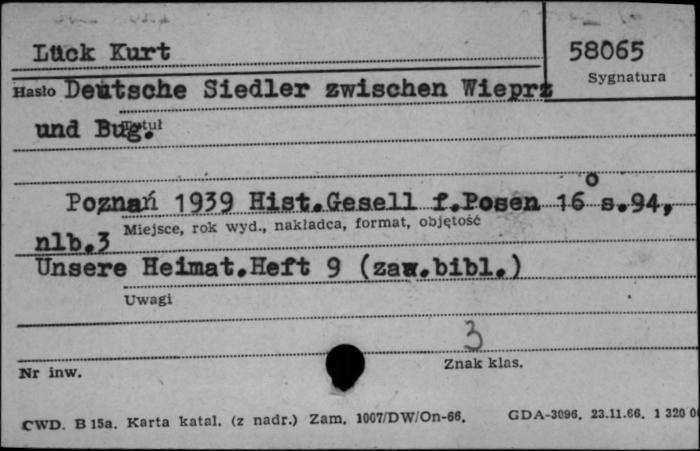 Lück Kurt
58065
Sygnatura
Hasło Deutsche Siedler zwischen Wieprz
Tytuł
und Bug.
Poznań 1939 Hist.Gesell f.Posen 16° s.94,
Miejsce, rok wyd., nakładca, format, objętość
nlb.3
Unsere Heimat.Heft 9 (zaw.bibl.)
Uwagi
3
Nr inw.
Znak klas.
CWD. B 15a. Karta katal. (z nadr.) Zam. 1007/DW/On-66. GDA-3096. 23.11.66. 1 320